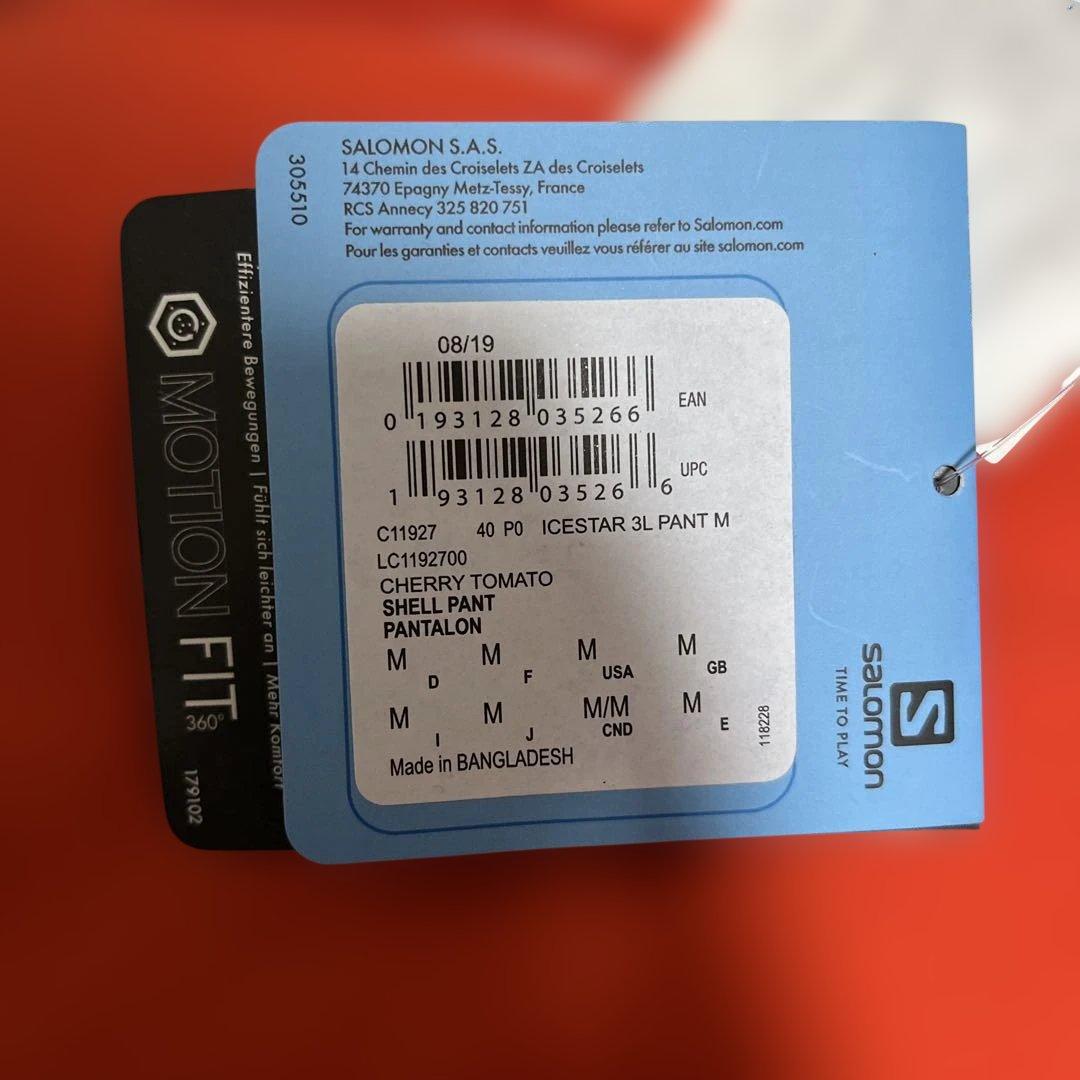 305510
SALOMON S.A.S.
14 Chemin des Croiselets ZA des Croiselets
74370 Epagny Metz-Tessy, France
RCS Annecy 325 820 751
For warranty and contact information please refer to Salomon.com
Pour les garanties et contacts veuillez vous référer au site salomon.com
08/19
0 193128 035266 EAN
1 93128 03526 6 UPC
C11927 40 P0 ICESTAR 3L PANT M
LC1192700
CHERRY TOMATO
SHELL PANT
PANTALON
M D M F M USA M GB
M I M J M/M CND M E
Made in BANGLADESH
118228
salomon
TIME TO PLAY
MOTION FIT 360°
Effizientere Bewegungen | Fühlt sich leichter an | Mehr Komfort
179102